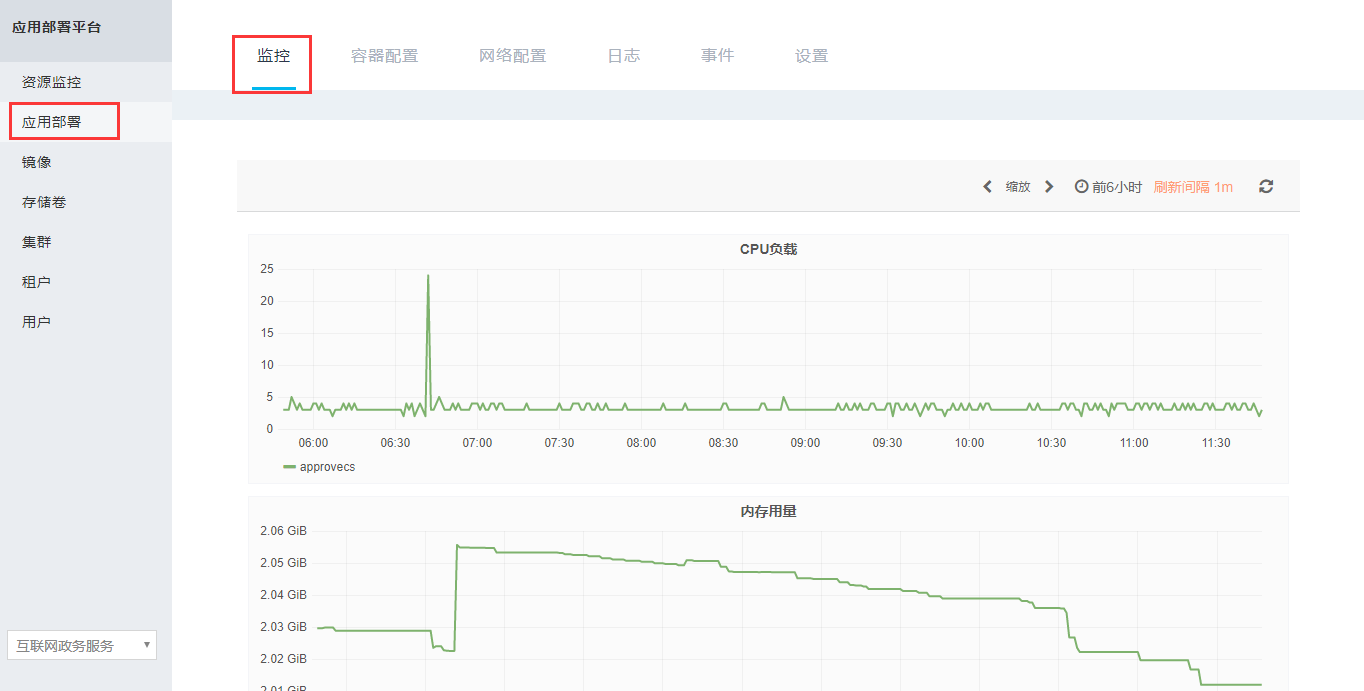 应用部署平台
资源监控
应用部署
镜像
存储卷
集群
租户
用户
互联网政务服务
监控 容器配置 网络配置 日志 事件 设置
缩放 前6小时 刷新间隔 1m
CPU负载
25
20
15
10
5
0
06:00 06:30 07:00 07:30 08:00 08:30 09:00 09:30 10:00 10:30 11:00 11:30
approvecs
内存用量
2.06 GiB
2.05 GiB
2.04 GiB
2.03 GiB
2.02 GiB
2.01 GiB